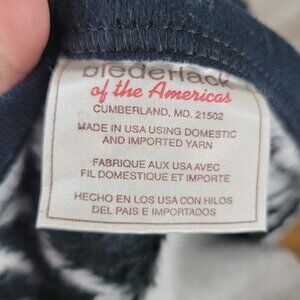 biederlack
of the Americas
CUMBERLAND, MD. 21502
MADE IN USA USING DOMESTIC
AND IMPORTED YARN
FABRIQUE AUX USA AVEC
FIL DOMESTIQUE ET IMPORTE
HECHO EN LOS USA CON HILOS
DEL PAIS E IMPORTADOS